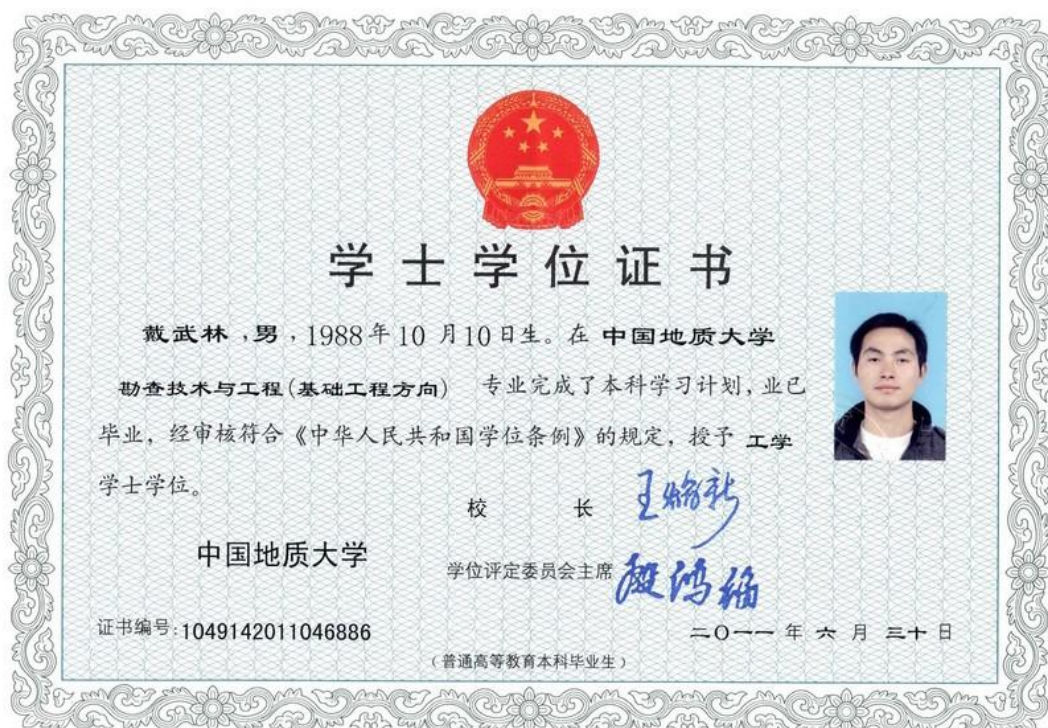 学士学位证书
戴武林,男,1988年10月10日生。在 中国地质大学
勘查技术与工程(基础工程方向) 专业完成了本科学习计划,业已
毕业,经审核符合《中华人民共和国学位条例》的规定,授予 工学
学士学位。
校 长 王焰新
中国地质大学
学位评定委员会主席 殷鸿福
证书编号:1049142011046886
二〇一一 年 六 月 三十 日
(普通高等教育本科毕业生)